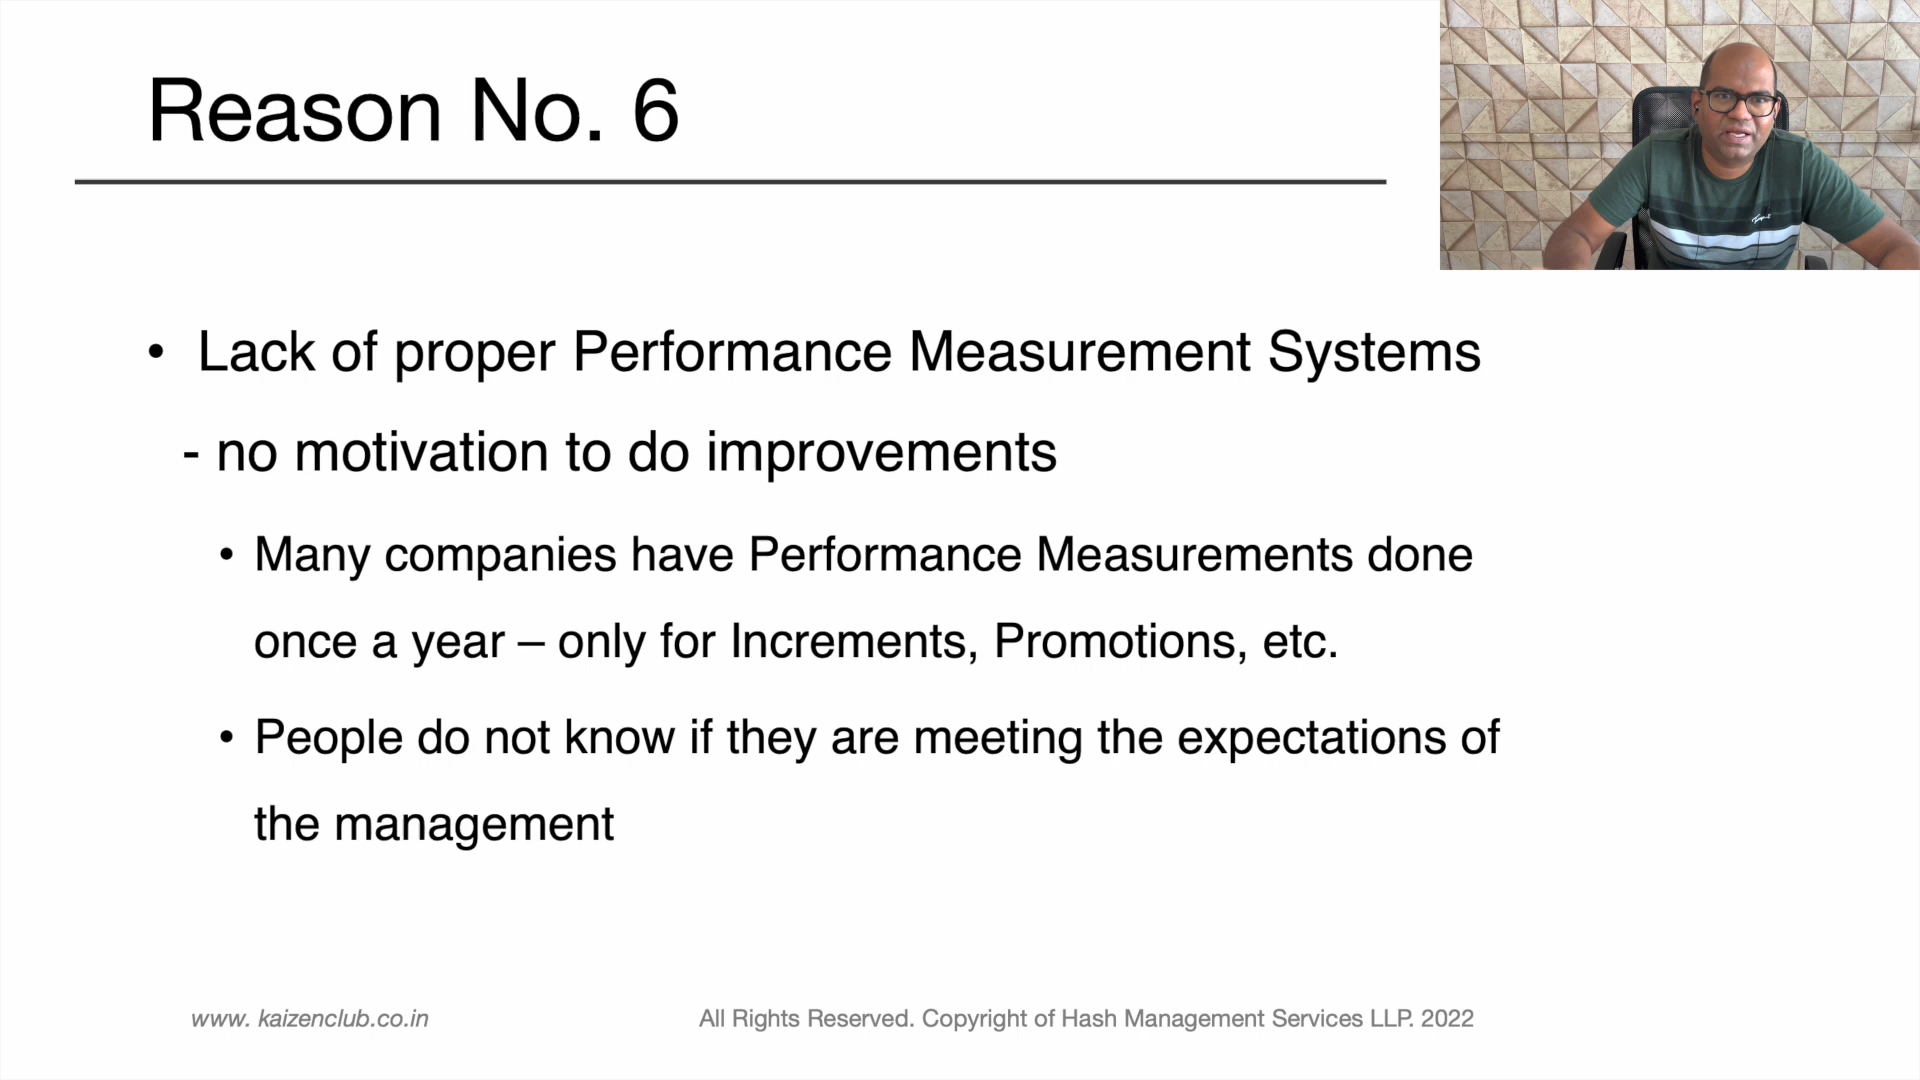 Reason No. 6
• Lack of proper Performance Measurement Systems
- no motivation to do improvements
• Many companies have Performance Measurements done
once a year – only for Increments, Promotions, etc.
• People do not know if they are meeting the expectations of
the management
www. kaizenclub.co.in
All Rights Reserved. Copyright of Hash Management Services LLP. 2022